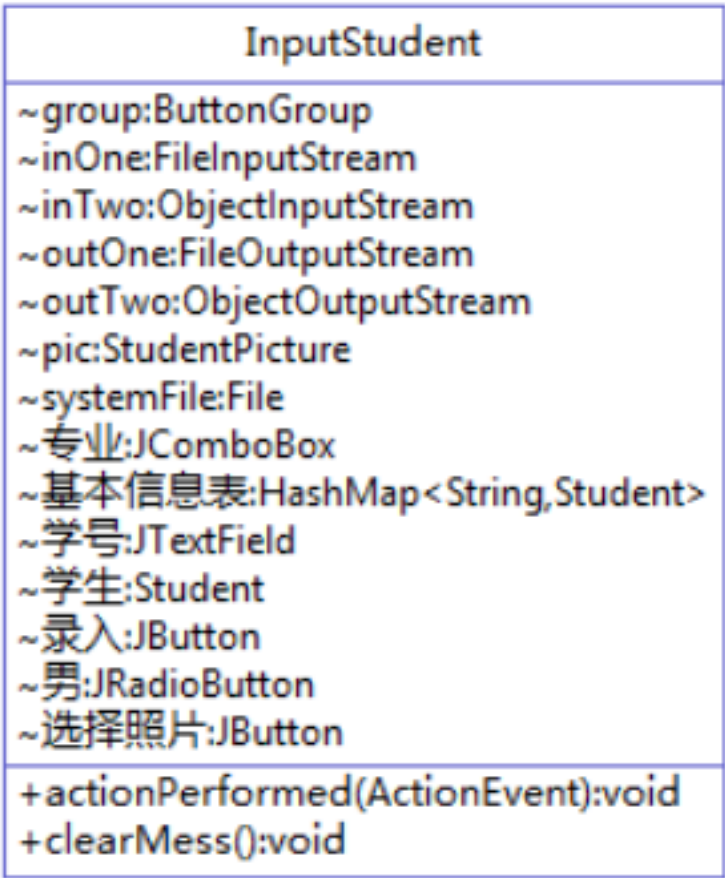 InputStudent
~group:ButtonGroup
~inOne:FileInputStream
~inTwo:ObjectInputStream
~outOne:FileOutputStream
~outTwo:ObjectOutputStream
~pic:StudentPicture
~systemFile:File
~专业:JComboBox
~基本信息表:HashMap<String,Student>
~学号:JTextField
~学生:Student
~录入:JButton
~男:JRadioButton
~选择照片:JButton
+actionPerformed(ActionEvent):void
+clearMess():void